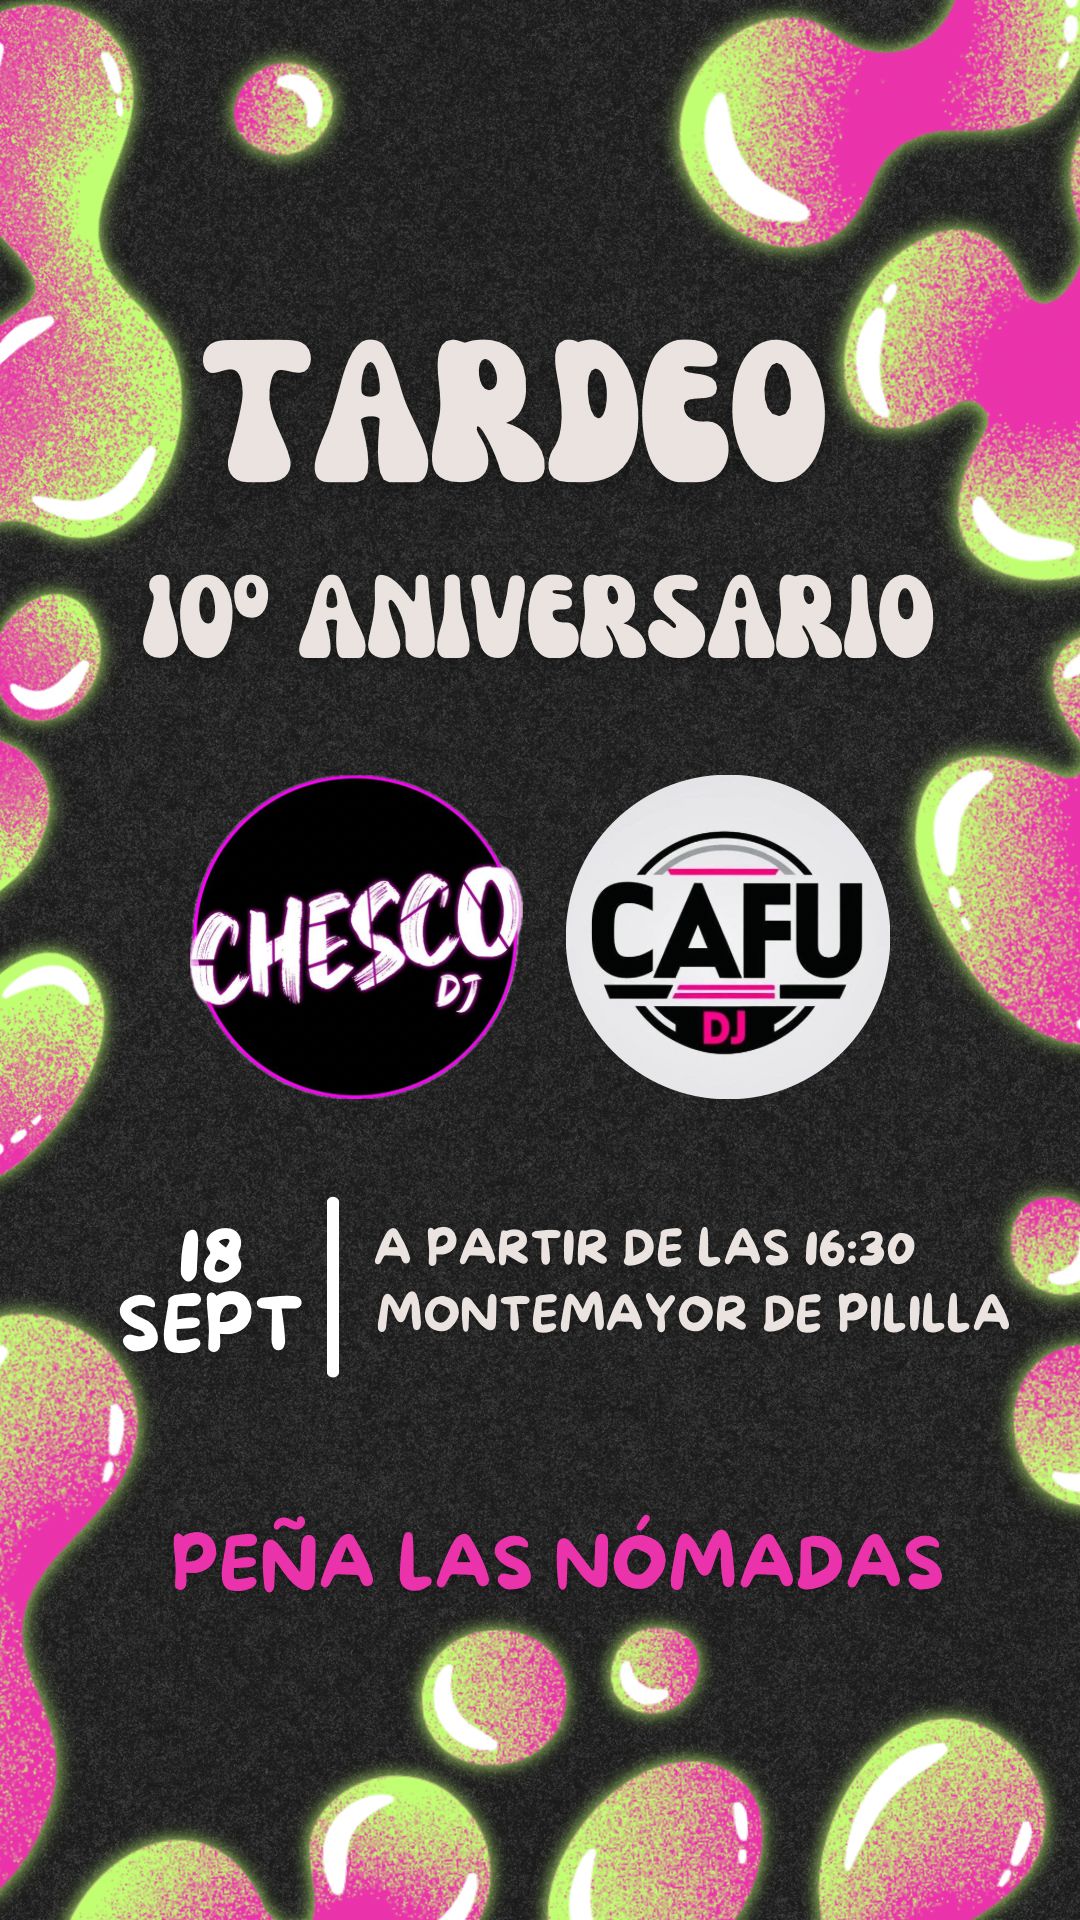 TARDEO
10º ANIVERSARIO
CHESCO
DJ
CAFU
DJ
18
SEPT
A PARTIR DE LAS 16:30
MONTEMAYOR DE PILILLA
PEÑA LAS NÓMADAS